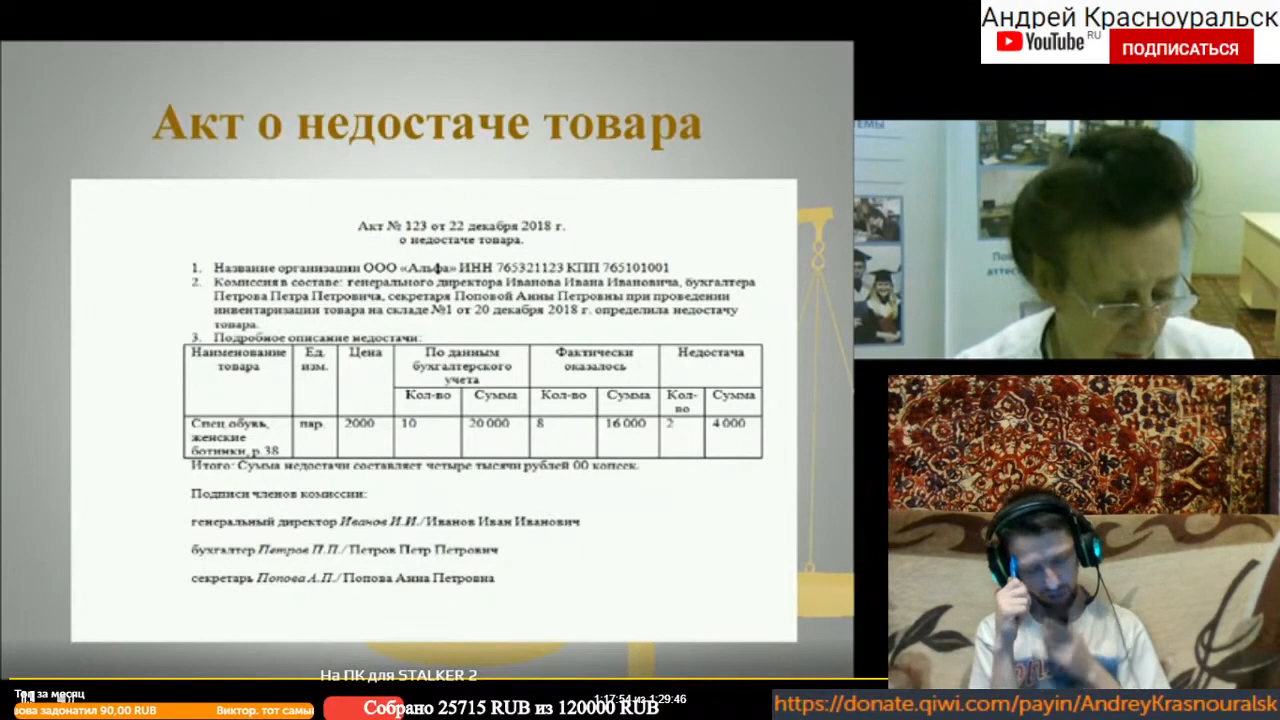 Андрей Красноуральск
YouTube RU
ПОДПИСАТЬСЯ
Акт о недостаче товара
Акт № 123 от 22 декабря 2018 г.
о недостаче товара.
1. Название организации ООО «Альфа» ИНН 765321123 КПП 765101001
2. Комиссия в составе: генерального директора Иванова Ивана Ивановича, бухгалтера
Петрова Петра Петровича, секретаря Поповой Анны Петровны при проведении
инвентаризации товара на складе №1 от 20 декабря 2018 г. определила недостачу
товара.
3. Подробное описание недостачи:
Наименование товара Ед. изм. Цена По данным бухгалтерского учета Фактически оказалось Недостача
Кол-во Сумма Кол-во Сумма Кол-во Сумма
Спец.обувь, женские ботинки, р.38 пар. 2000 10 20 000 8 16 000 2 4 000
Итого: Сумма недостачи составляет четыре тысячи рублей 00 копеек.
Подписи членов комиссии:
генеральный директор Иванов И.И./ Иванов Иван Иванович
бухгалтер Петров П.П./ Петров Петр Петрович
секретарь Попова А.П./ Попова Анна Петровна
На ПК для STALKER 2
Топ за месяц
зова задонатил 90,00 RUB
Виктор. тот самый
Собрано 25715 RUB из 120000 RUB
1:17:54 из 1:29:46
https://donate.qiwi.com/payin/AndreyKrasnouralsk